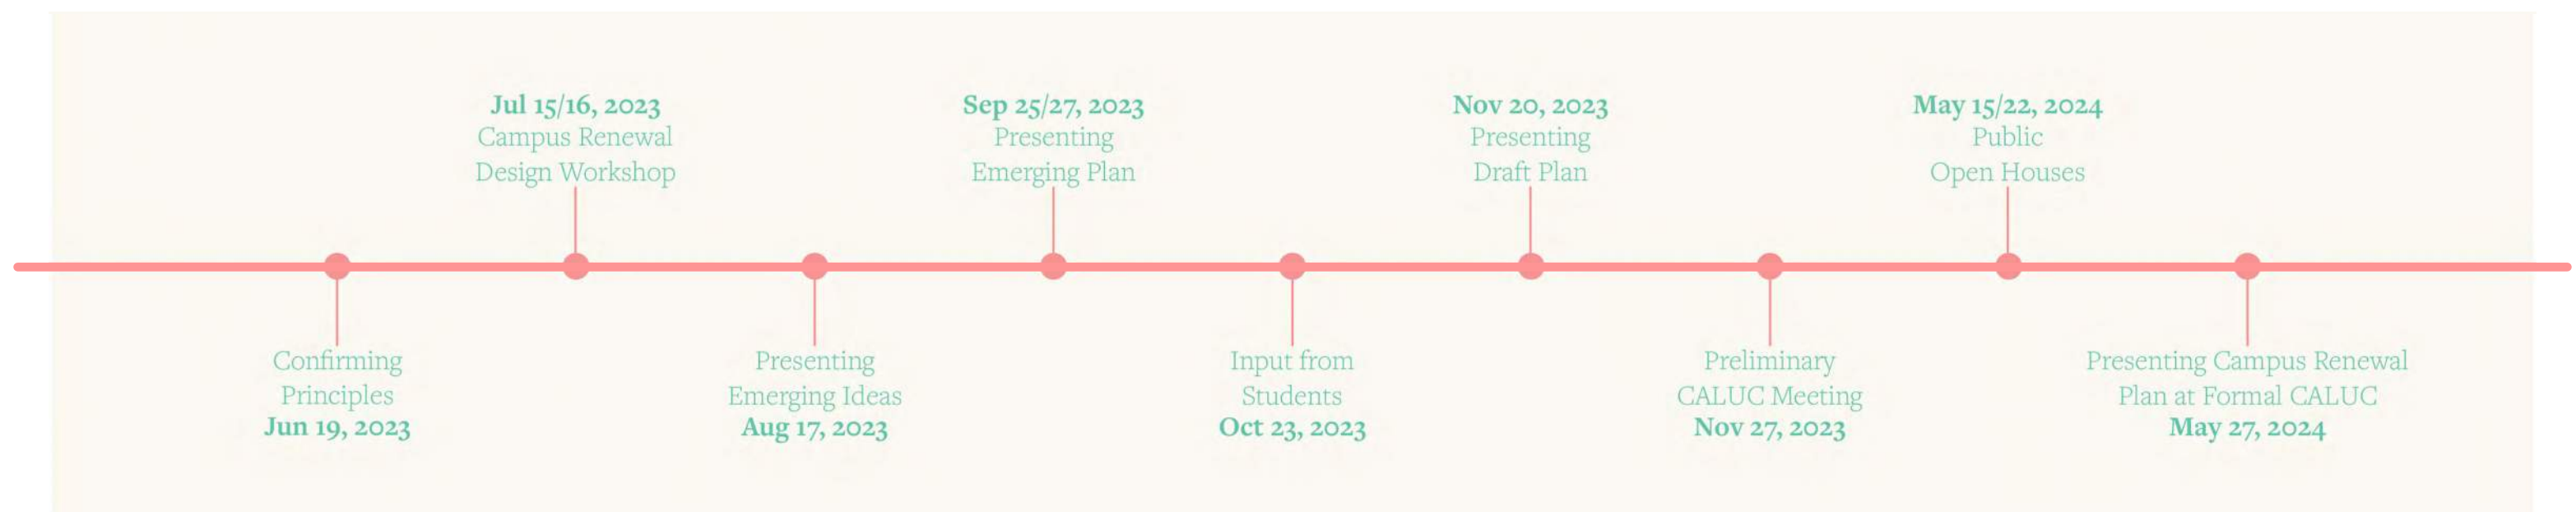 Jul 15/16, 2023
Campus Renewal
Design Workshop
Sep 25/27, 2023
Presenting
Emerging Plan
Nov 20, 2023
Presenting
Draft Plan
May 15/22, 2024
Public
Open Houses
Confirming
Principles
Jun 19, 2023
Presenting
Emerging Ideas
Aug 17, 2023
Input from
Students
Oct 23, 2023
Preliminary
CALUC Meeting
Nov 27, 2023
Presenting Campus Renewal
Plan at Formal CALUC
May 27, 2024